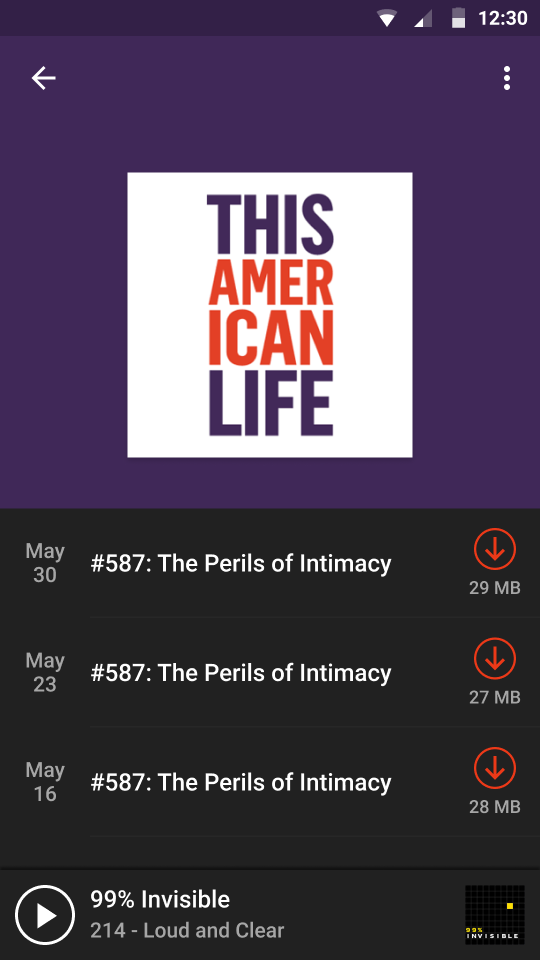 12:30
THIS
AMER
ICAN
LIFE
May
30
#587: The Perils of Intimacy
29 MB
May
23
#587: The Perils of Intimacy
27 MB
May
16
#587: The Perils of Intimacy
28 MB
99% Invisible
214 - Loud and Clear
99%
INVISIBLE